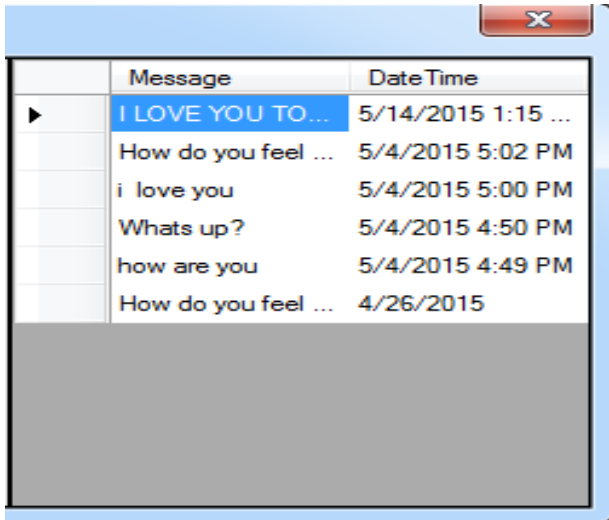 Message DateTime
I LOVE YOU TO... 5/14/2015 1:15 ...
How do you feel ... 5/4/2015 5:02 PM
i love you 5/4/2015 5:00 PM
Whats up? 5/4/2015 4:50 PM
how are you 5/4/2015 4:49 PM
How do you feel ... 4/26/2015